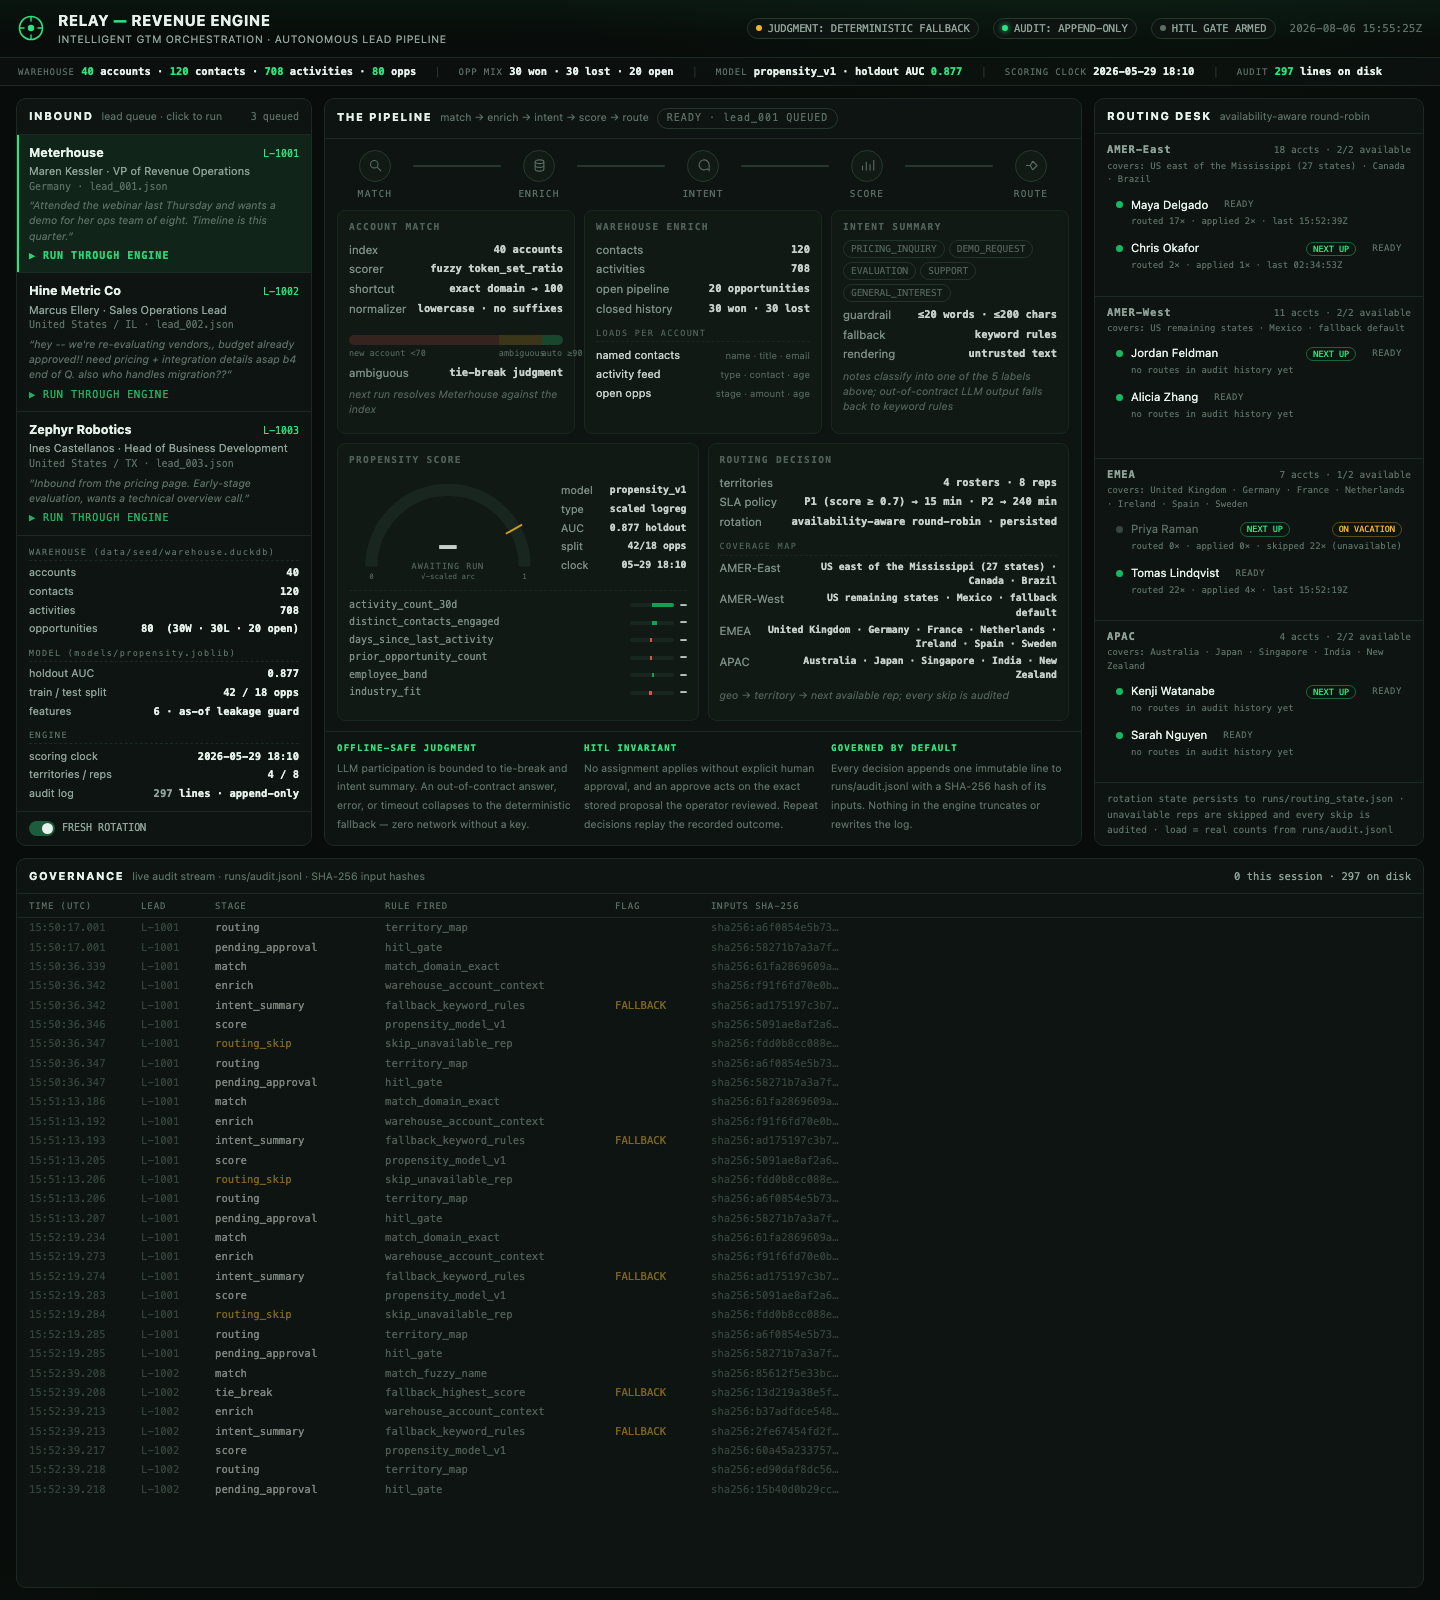 RELAY — REVENUE ENGINE
INTELLIGENT GTM ORCHESTRATION · AUTONOMOUS LEAD PIPELINE
JUDGMENT: DETERMINISTIC FALLBACK
AUDIT: APPEND-ONLY
HITL GATE ARMED
2026-08-06 15:55:25Z
WAREHOUSE 40 accounts · 120 contacts · 708 activities · 80 opps
OPP MIX 30 won · 30 lost · 20 open
MODEL propensity_v1 · holdout AUC 0.877
SCORING CLOCK 2026-05-29 18:10
AUDIT 297 lines on disk
INBOUND lead queue · click to run 3 queued
Meterhouse L-1001
Maren Kessler · VP of Revenue Operations
Germany · lead_001.json
"Attended the webinar last Thursday and wants a
demo for her ops team of eight. Timeline is this
quarter."
▶ RUN THROUGH ENGINE
Hine Metric Co L-1002
Marcus Ellery · Sales Operations Lead
United States / IL · lead_002.json
"hey -- we're re-evaluating vendors,, budget already
approved!! need pricing + integration details asap b4
end of Q. also who handles migration??"
▶ RUN THROUGH ENGINE
Zephyr Robotics L-1003
Ines Castellanos · Head of Business Development
United States / TX · lead_003.json
"Inbound from the pricing page. Early-stage
evaluation, wants a technical overview call."
▶ RUN THROUGH ENGINE
WAREHOUSE (data/seed/warehouse.duckdb)
accounts 40
contacts 120
activities 708
opportunities 80 (30W · 30L · 20 open)
MODEL (models/propensity.joblib)
holdout AUC 0.877
train / test split 42 / 18 opps
features 6 · as-of leakage guard
ENGINE
scoring clock 2026-05-29 18:10
territories / reps 4 / 8
audit log 297 lines · append-only
FRESH ROTATION
THE PIPELINE match → enrich → intent → score → route READY · lead_001 QUEUED
MATCH ENRICH INTENT SCORE ROUTE
ACCOUNT MATCH
index 40 accounts
scorer fuzzy token_set_ratio
shortcut exact domain → 100
normalizer lowercase · no suffixes
new account <70 ambiguous auto ≥90
ambiguous tie-break judgment
next run resolves Meterhouse against the
index
WAREHOUSE ENRICH
contacts 120
activities 708
open pipeline 20 opportunities
closed history 30 won · 30 lost
LOADS PER ACCOUNT
named contacts name · title · email
activity feed type · contact · age
open opps stage · amount · age
INTENT SUMMARY
PRICING_INQUIRY DEMO_REQUEST
EVALUATION SUPPORT
GENERAL_INTEREST
guardrail ≤20 words · ≤200 chars
fallback keyword rules
rendering untrusted text
notes classify into one of the 5 labels
above; out-of-contract LLM output falls
back to keyword rules
PROPENSITY SCORE
—
AWAITING RUN
√-scaled arc
0 1
model propensity_v1
type scaled logreg
AUC 0.877 holdout
split 42/18 opps
clock 05-29 18:10
activity_count_30d —
distinct_contacts_engaged —
days_since_last_activity —
prior_opportunity_count —
employee_band —
industry_fit —
ROUTING DECISION
territories 4 rosters · 8 reps
SLA policy P1 (score ≥ 0.7) → 15 min · P2 → 240 min
rotation availability-aware round-robin · persisted
COVERAGE MAP
AMER-East US east of the Mississippi (27 states) ·
Canada · Brazil
AMER-West US remaining states · Mexico · fallback
default
EMEA United Kingdom · Germany · France · Netherlands ·
Ireland · Spain · Sweden
APAC Australia · Japan · Singapore · India · New
Zealand
geo → territory → next available rep; every skip is audited
OFFLINE-SAFE JUDGMENT
LLM participation is bounded to tie-break and
intent summary. An out-of-contract answer,
error, or timeout collapses to the deterministic
fallback — zero network without a key.
HITL INVARIANT
No assignment applies without explicit human
approval, and an approve acts on the exact
stored proposal the operator reviewed. Repeat
decisions replay the recorded outcome.
GOVERNED BY DEFAULT
Every decision appends one immutable line to
runs/audit.jsonl with a SHA-256 hash of its
inputs. Nothing in the engine truncates or
rewrites the log.
ROUTING DESK availability-aware round-robin
AMER-East 18 accts · 2/2 available
covers: US east of the Mississippi (27 states) · Canada
· Brazil
Maya Delgado READY
routed 17× · applied 2× · last 15:52:39Z
Chris Okafor NEXT UP READY
routed 2× · applied 1× · last 02:34:53Z
AMER-West 11 accts · 2/2 available
covers: US remaining states · Mexico · fallback default
Jordan Feldman NEXT UP READY
no routes in audit history yet
Alicia Zhang READY
no routes in audit history yet
EMEA 7 accts · 1/2 available
covers: United Kingdom · Germany · France · Netherlands
· Ireland · Spain · Sweden
Priya Raman NEXT UP ON VACATION
routed 0× · applied 0× · skipped 22× (unavailable)
Tomas Lindqvist READY
routed 22× · applied 4× · last 15:52:19Z
APAC 4 accts · 2/2 available
covers: Australia · Japan · Singapore · India · New
Zealand
Kenji Watanabe NEXT UP READY
no routes in audit history yet
Sarah Nguyen READY
no routes in audit history yet
rotation state persists to runs/routing_state.json ·
unavailable reps are skipped and every skip is
audited · load = real counts from runs/audit.jsonl
GOVERNANCE live audit stream · runs/audit.jsonl · SHA-256 input hashes 0 this session · 297 on disk
TIME (UTC) LEAD STAGE RULE FIRED FLAG INPUTS SHA-256
15:50:17.001 L-1001 routing territory_map sha256:a6f0854e5b73…
15:50:17.001 L-1001 pending_approval hitl_gate sha256:58271b7a3a7f…
15:50:36.339 L-1001 match match_domain_exact sha256:61fa2869609a…
15:50:36.342 L-1001 enrich warehouse_account_context sha256:f91f6fd70e0b…
15:50:36.342 L-1001 intent_summary fallback_keyword_rules FALLBACK sha256:ad175197c3b7…
15:50:36.346 L-1001 score propensity_model_v1 sha256:5091ae8af2a6…
15:50:36.347 L-1001 routing_skip skip_unavailable_rep sha256:fdd0b8cc088e…
15:50:36.347 L-1001 routing territory_map sha256:a6f0854e5b73…
15:50:36.347 L-1001 pending_approval hitl_gate sha256:58271b7a3a7f…
15:51:13.186 L-1001 match match_domain_exact sha256:61fa2869609a…
15:51:13.192 L-1001 enrich warehouse_account_context sha256:f91f6fd70e0b…
15:51:13.193 L-1001 intent_summary fallback_keyword_rules FALLBACK sha256:ad175197c3b7…
15:51:13.205 L-1001 score propensity_model_v1 sha256:5091ae8af2a6…
15:51:13.206 L-1001 routing_skip skip_unavailable_rep sha256:fdd0b8cc088e…
15:51:13.206 L-1001 routing territory_map sha256:a6f0854e5b73…
15:51:13.207 L-1001 pending_approval hitl_gate sha256:58271b7a3a7f…
15:52:19.234 L-1001 match match_domain_exact sha256:61fa2869609a…
15:52:19.273 L-1001 enrich warehouse_account_context sha256:f91f6fd70e0b…
15:52:19.274 L-1001 intent_summary fallback_keyword_rules FALLBACK sha256:ad175197c3b7…
15:52:19.283 L-1001 score propensity_model_v1 sha256:5091ae8af2a6…
15:52:19.284 L-1001 routing_skip skip_unavailable_rep sha256:fdd0b8cc088e…
15:52:19.285 L-1001 routing territory_map sha256:a6f0854e5b73…
15:52:19.285 L-1001 pending_approval hitl_gate sha256:58271b7a3a7f…
15:52:39.208 L-1002 match match_fuzzy_name sha256:85612f5e33bc…
15:52:39.208 L-1002 tie_break fallback_highest_score FALLBACK sha256:13d219a38e5f…
15:52:39.213 L-1002 enrich warehouse_account_context sha256:b37adfdce548…
15:52:39.213 L-1002 intent_summary fallback_keyword_rules FALLBACK sha256:2fe67454fd2f…
15:52:39.217 L-1002 score propensity_model_v1 sha256:60a45a233757…
15:52:39.218 L-1002 routing territory_map sha256:ed90daf8dc56…
15:52:39.218 L-1002 pending_approval hitl_gate sha256:15b40d0b29cc…